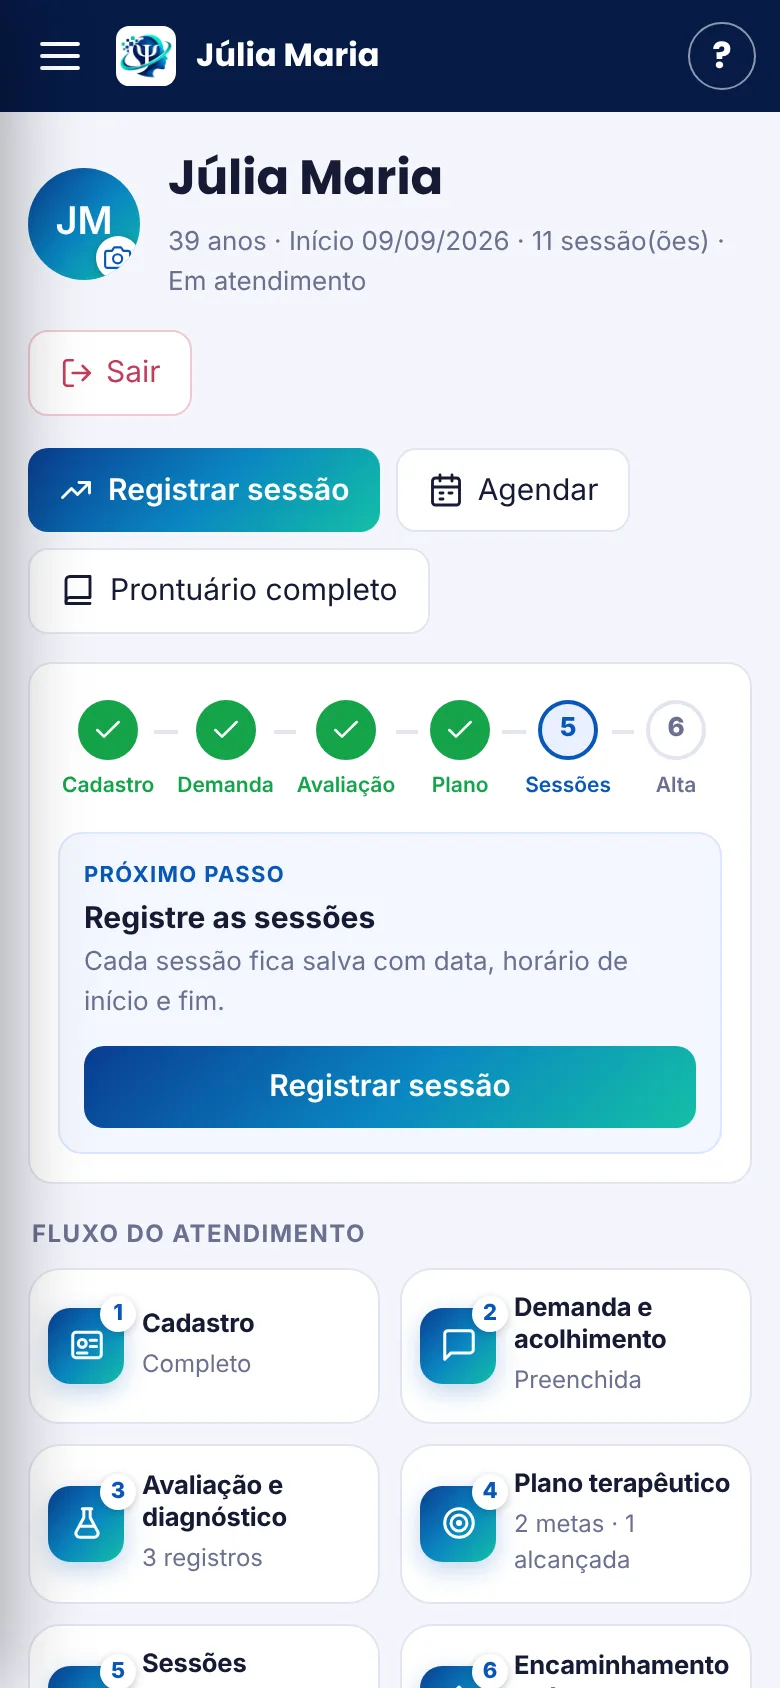 Júlia Maria
?
JM
Júlia Maria
39 anos · Início 09/09/2026 · 11 sessão(ões) ·
Em atendimento
Sair
Registrar sessão
Agendar
Prontuário completo
5
6
Cadastro
Demanda
Avaliação
Plano
Sessões
Alta
PRÓXIMO PASSO
Registre as sessões
Cada sessão fica salva com data, horário de
início e fim.
Registrar sessão
FLUXO DO ATENDIMENTO
1
Cadastro
Completo
2
Demanda e
acolhimento
Preenchida
3
Avaliação e
diagnóstico
3 registros
4
Plano terapêutico
2 metas · 1
alcançada
5
Sessões
6
Encaminhamento